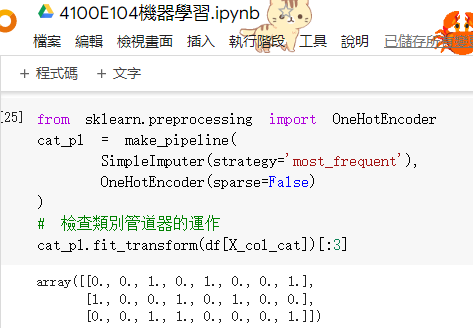 4100E104機器學習.ipynb
檔案 編輯 檢視畫面 插入 執行階段 工具 說明 已儲存所有變
+ 程式碼 + 文字
[25] from sklearn.preprocessing import OneHotEncoder
cat_pl = make_pipeline(
SimpleImputer(strategy='most_frequent'),
OneHotEncoder(sparse=False)
)
# 檢查類別管道器的運作
cat_pl.fit_transform(df[X_col_cat])[:3]
array([[0., 0., 1., 0., 1., 0., 0., 1.],
[1., 0., 0., 1., 0., 1., 0., 0.],
[0., 0., 1., 1., 0., 0., 0., 1.]])